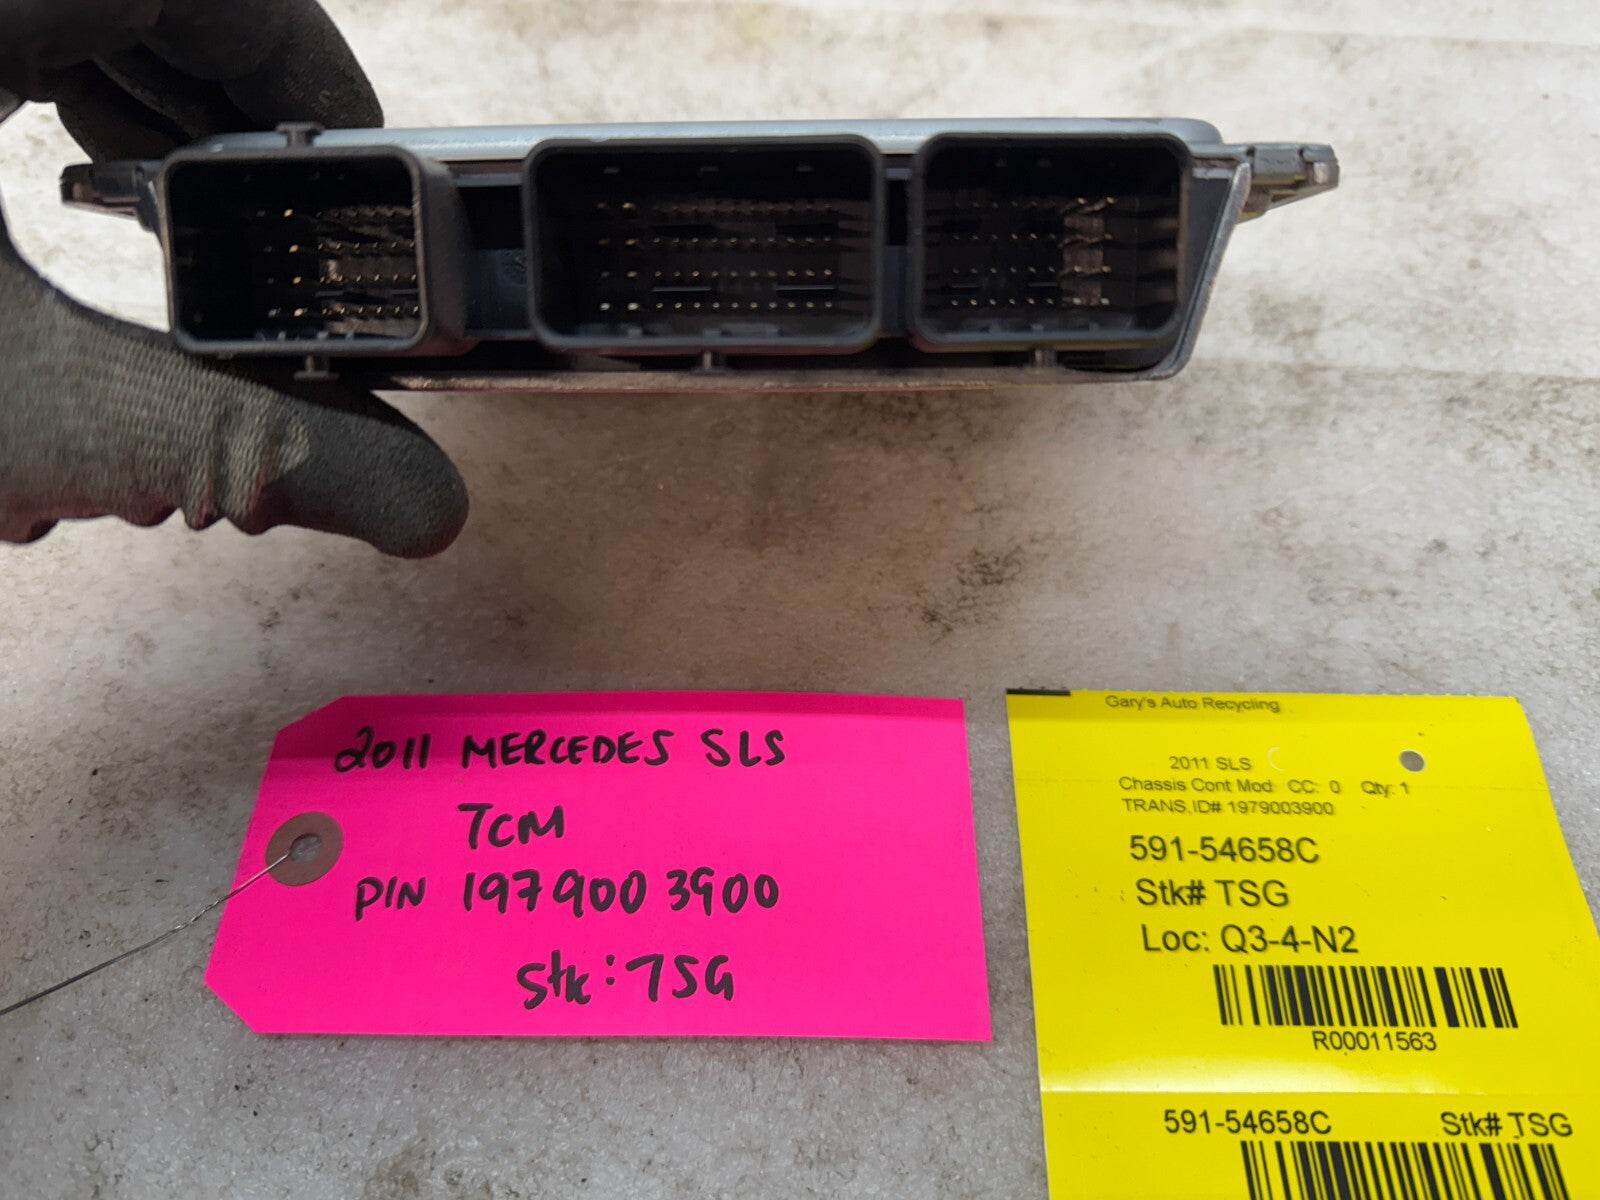 2011 MERCEDES SLS
TCM
PIN 1979003900
Stk: TSG
Gary's Auto Recycling
2011 SLS
Chassis Cont Mod CC: 0 Qty: 1
TRANS,ID# 1979003900
591-54658C
Stk# TSG
Loc: Q3-4-N2
R00011563
591-54658C Stk# TSG